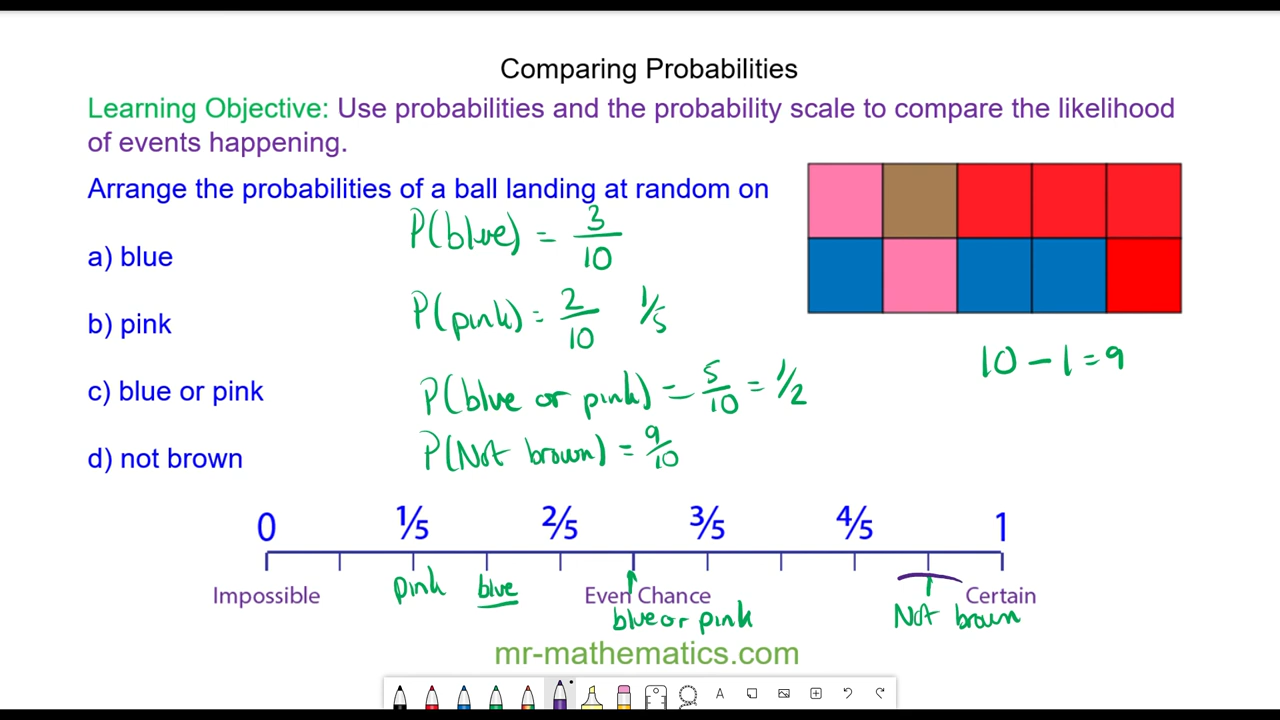 Comparing Probabilities
Learning Objective: Use probabilities and the probability scale to compare the likelihood
of events happening.
Arrange the probabilities of a ball landing at random on
P(blue) = 3/10
a) blue
P(pink) = 2/10 1/5
b) pink
10 - 1 = 9
P(blue or pink) = 5/10 = 1/2
c) blue or pink
P(Not brown) = 9/10
d) not brown
0 1/5 2/5 3/5 4/5 1
pink blue
Impossible Even Chance Certain
blue or pink Not brown
mr-mathematics.com
A